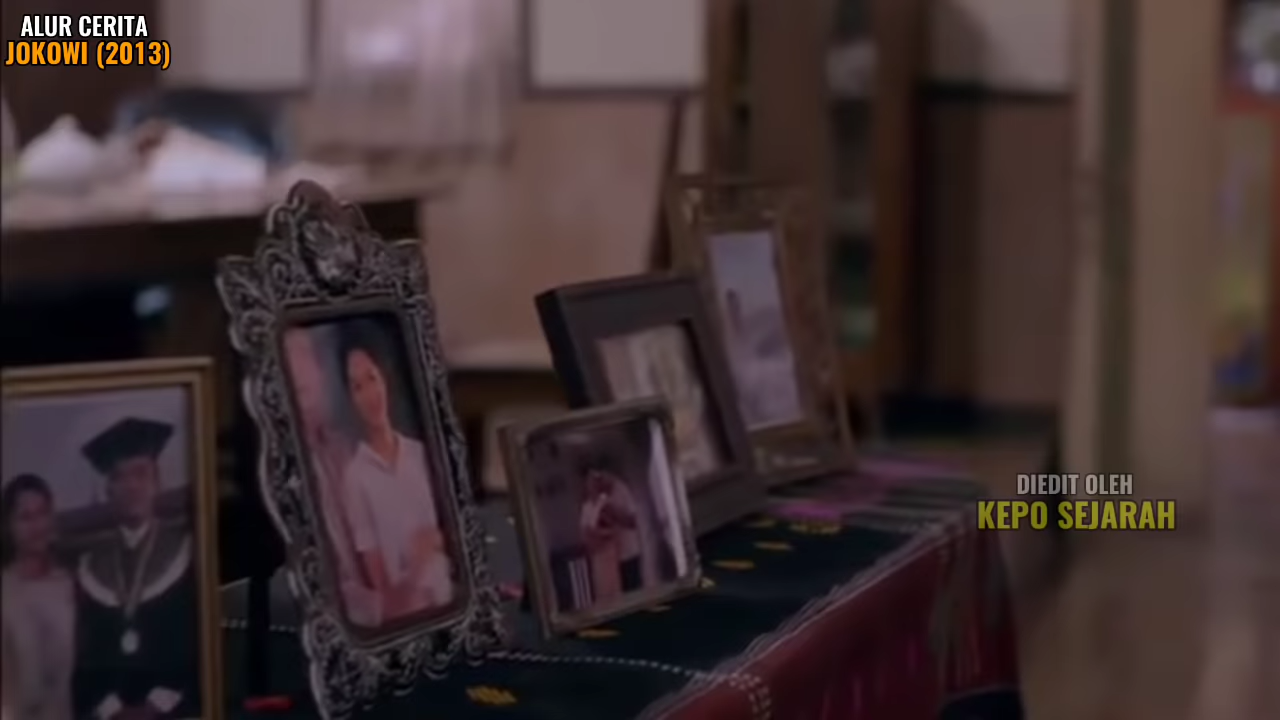 ALUR CERITA
JOKOWI (2013)
DIEDIT OLEH
KEPO SEJARAH